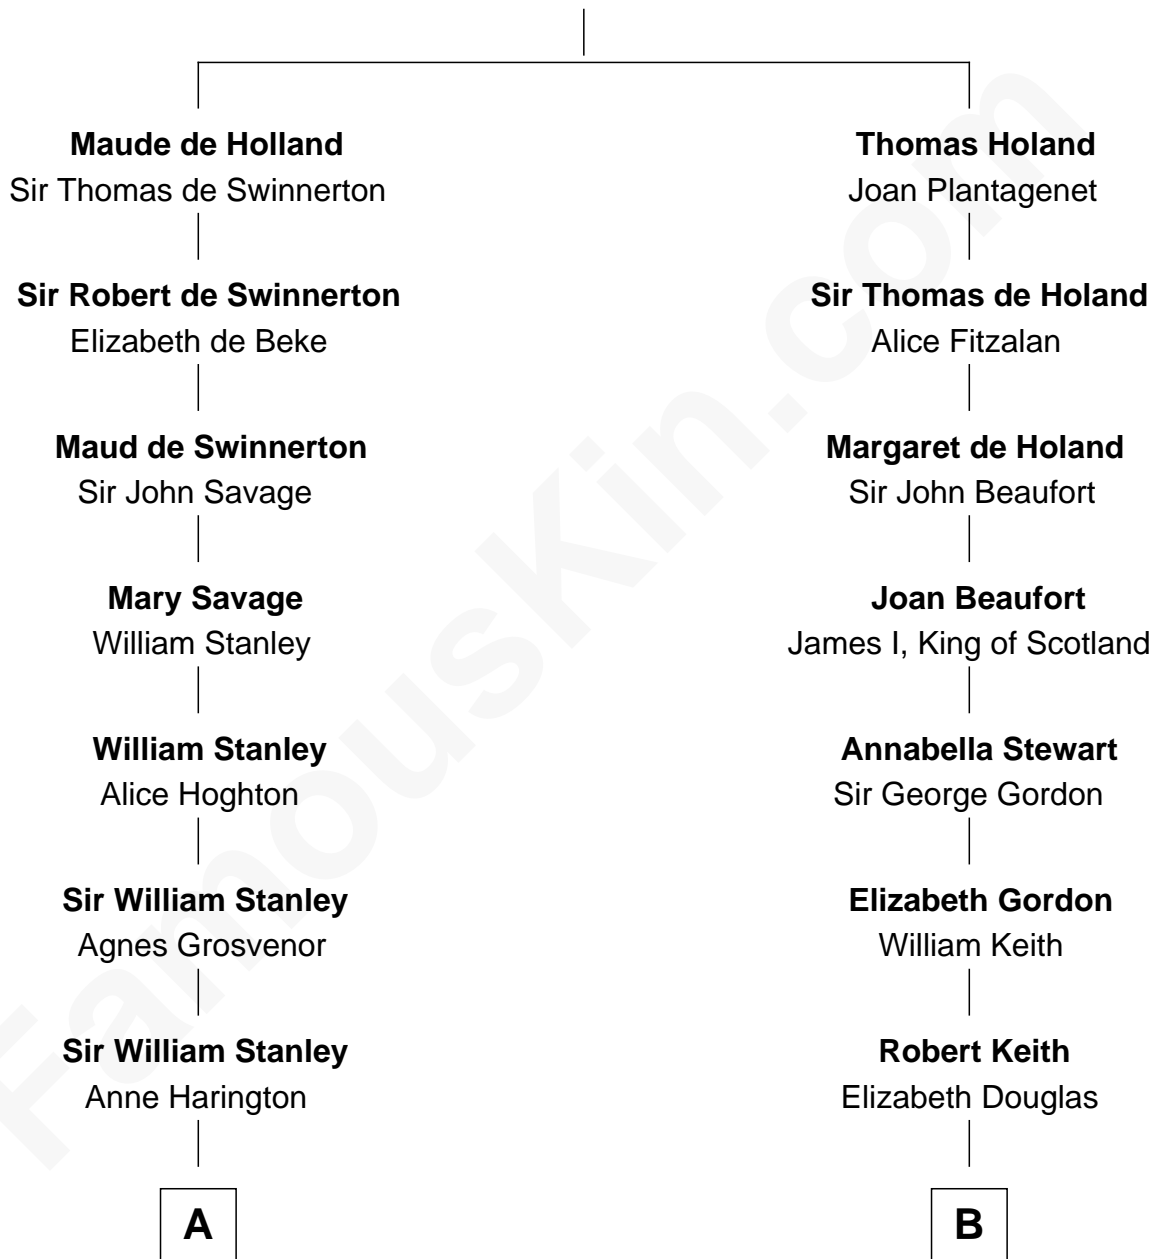 Maude de Holland
Sir Thomas de Swinnerton
Thomas Holand
Joan Plantagenet
Sir Robert de Swinnerton
Elizabeth de Beke
Sir Thomas de Holand
Alice Fitzalan
Maud de Swinnerton
Sir John Savage
Margaret de Holand
Sir John Beaufort
Mary Savage
William Stanley
Joan Beaufort
James I, King of Scotland
William Stanley
Alice Hoghton
Annabella Stewart
Sir George Gordon
Sir William Stanley
Agnes Grosvenor
Elizabeth Gordon
William Keith
Sir William Stanley
Anne Harington
Robert Keith
Elizabeth Douglas
A
B
FamousKin.com